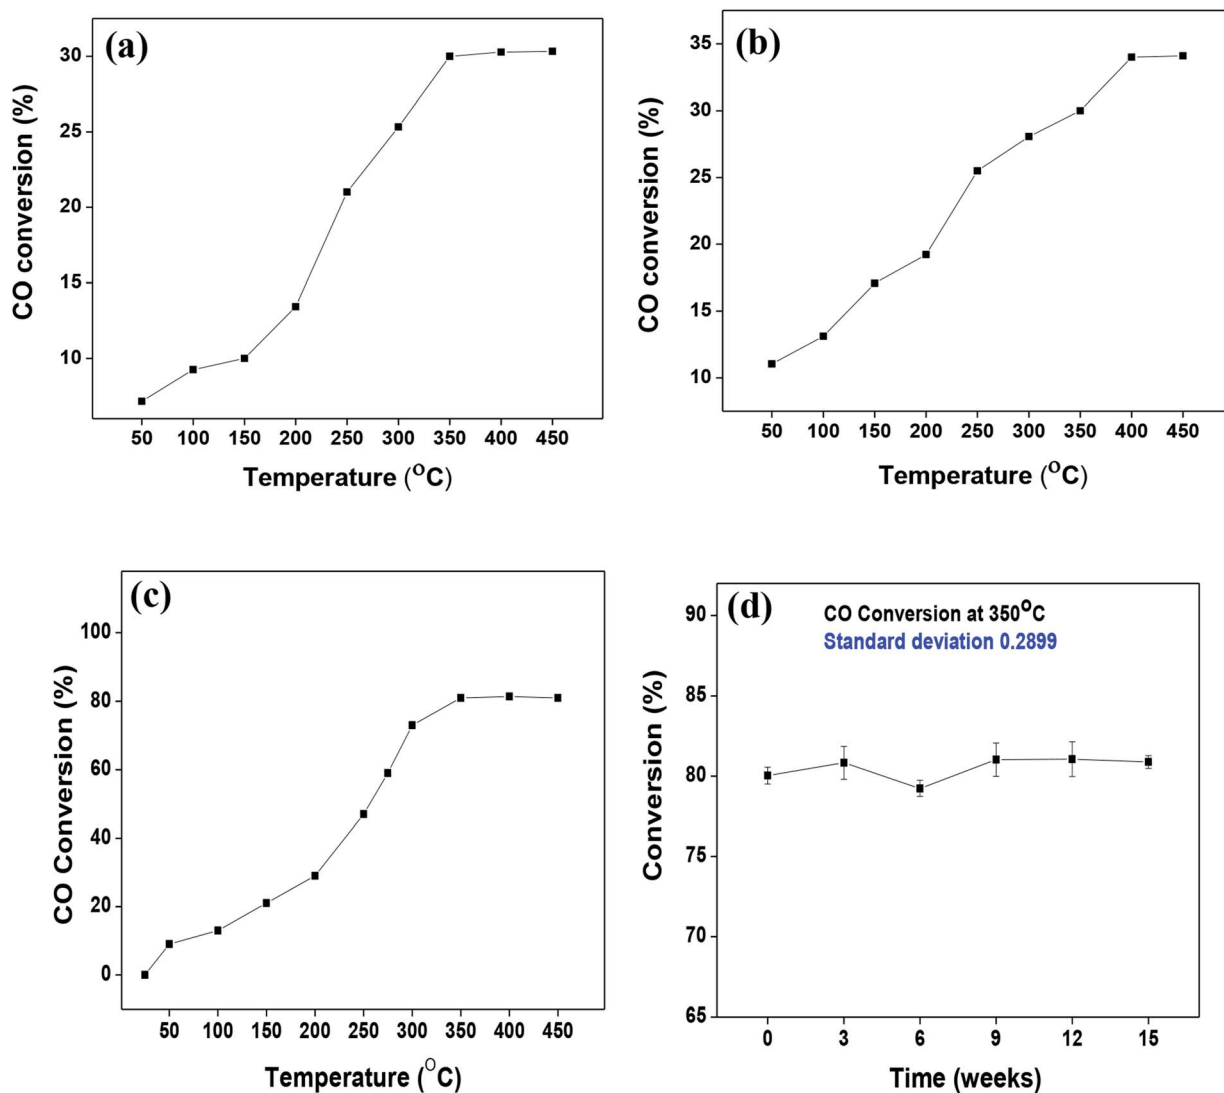 (a)
CO conversion (%)
30
25
20
15
10
50 100 150 200 250 300 350 400 450
Temperature (°C)
(b)
CO conversion (%)
35
30
25
20
15
10
50 100 150 200 250 300 350 400 450
Temperature (°C)
(c)
CO Conversion (%)
100
80
60
40
20
0
50 100 150 200 250 300 350 400 450
Temperature (°C)
(d)
CO Conversion at 350°C
Standard deviation 0.2899
Conversion (%)
90
85
80
75
70
65
0 3 6 9 12 15
Time (weeks)